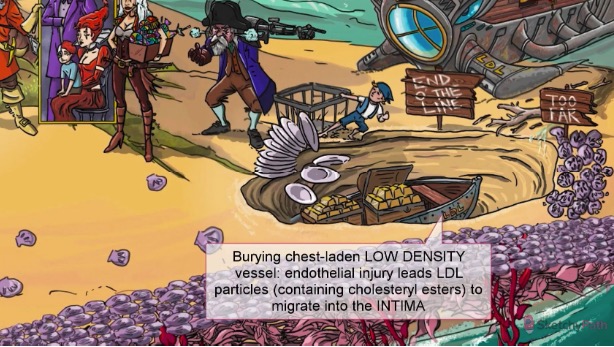 LDL
END
O' THE
LINE
TOO
FAR
Burying chest-laden LOW DENSITY
vessel: endothelial injury leads LDL
particles (containing cholesteryl esters) to
migrate into the INTIMA